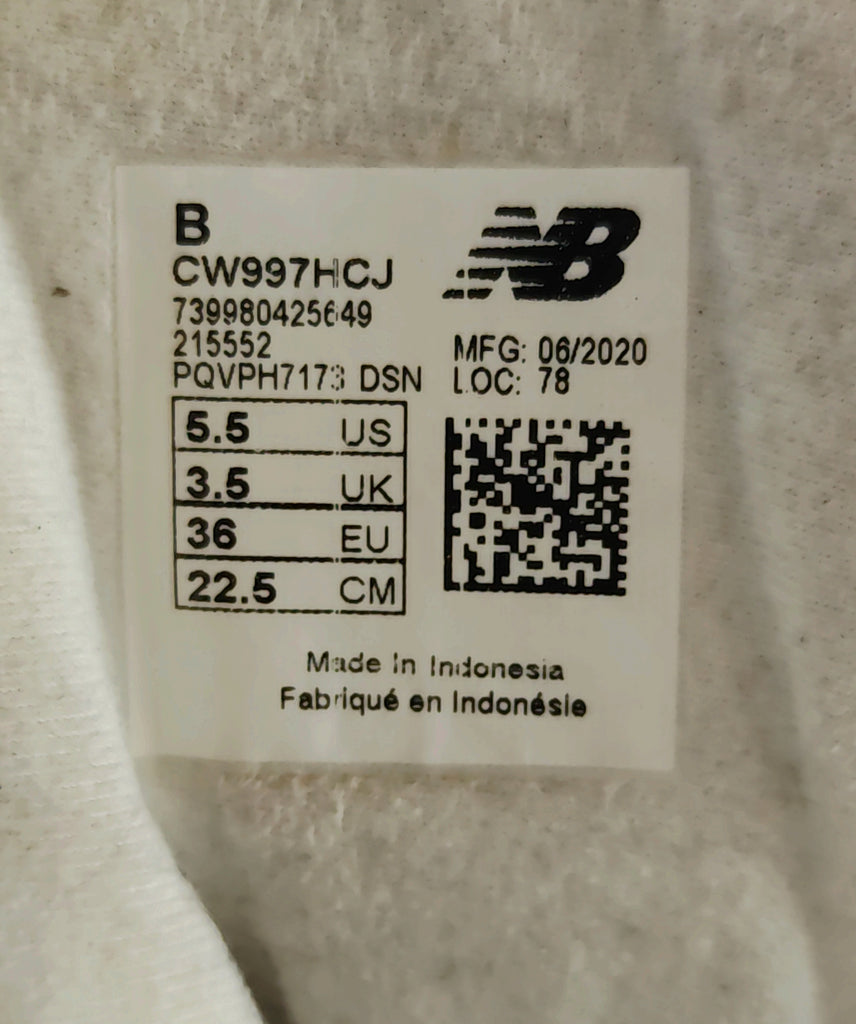 B
NB
CW997HCJ
739980425649
215552
MFG: 06/2020
PQVPH7173 DSN
LOC: 78
5.5 US
3.5 UK
36 EU
22.5 CM
Made In Indonesia
Fabriqué en Indonésie